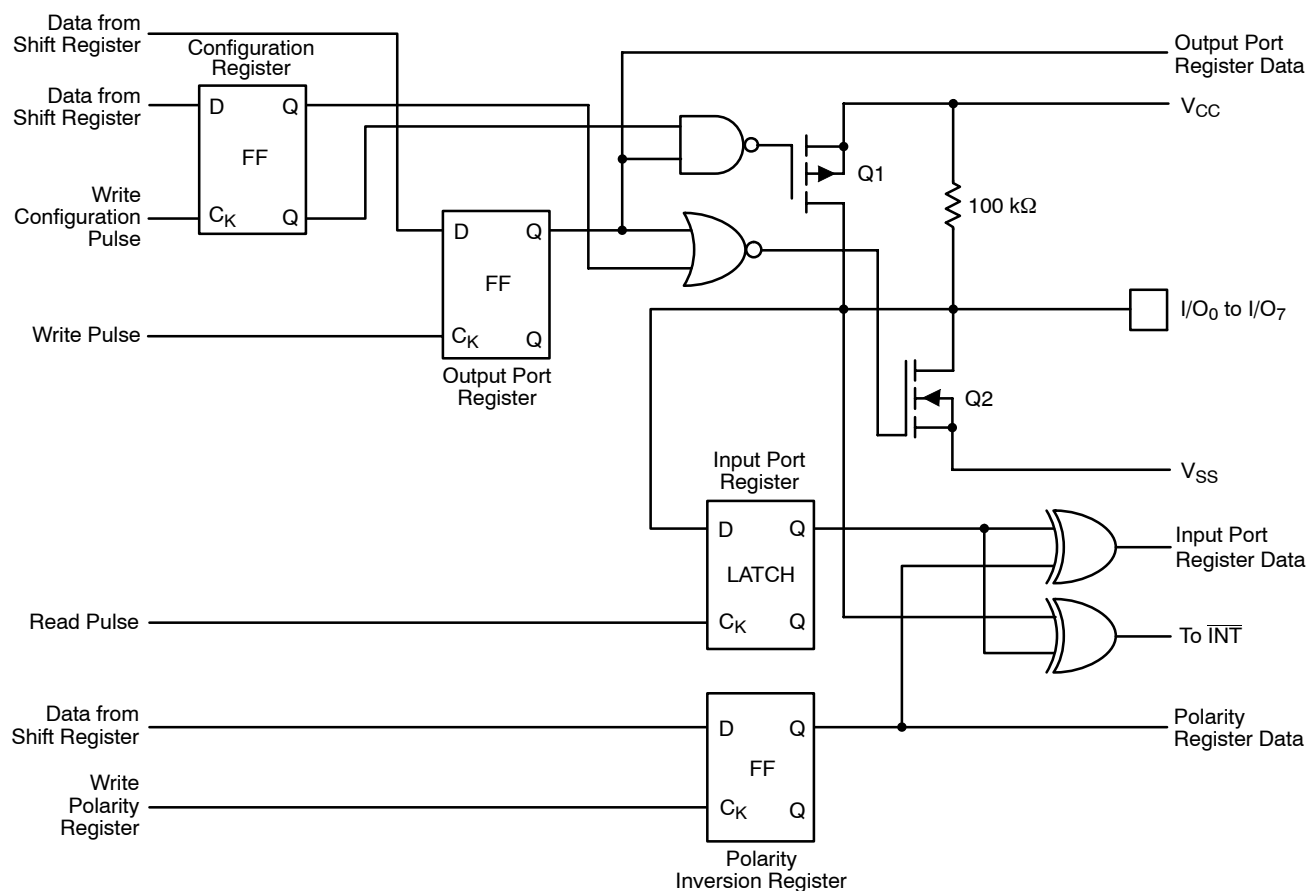 Data from
Shift Register
Configuration
Register
Output Port
Register Data
Data from
Shift Register
D
Q
FF
Write
Configuration
Pulse
CK
Q
VCC
Q1
100 kΩ
D
Q
FF
Write Pulse
CK
Q
Output Port
Register
I/O0 to I/O7
Q2
VSS
Input Port
Register
D
Q
LATCH
Read Pulse
CK
Q
Input Port
Register Data
To INT
Data from
Shift Register
D
Q
FF
Polarity
Register Data
Write
Polarity
Register
CK
Q
Polarity
Inversion Register